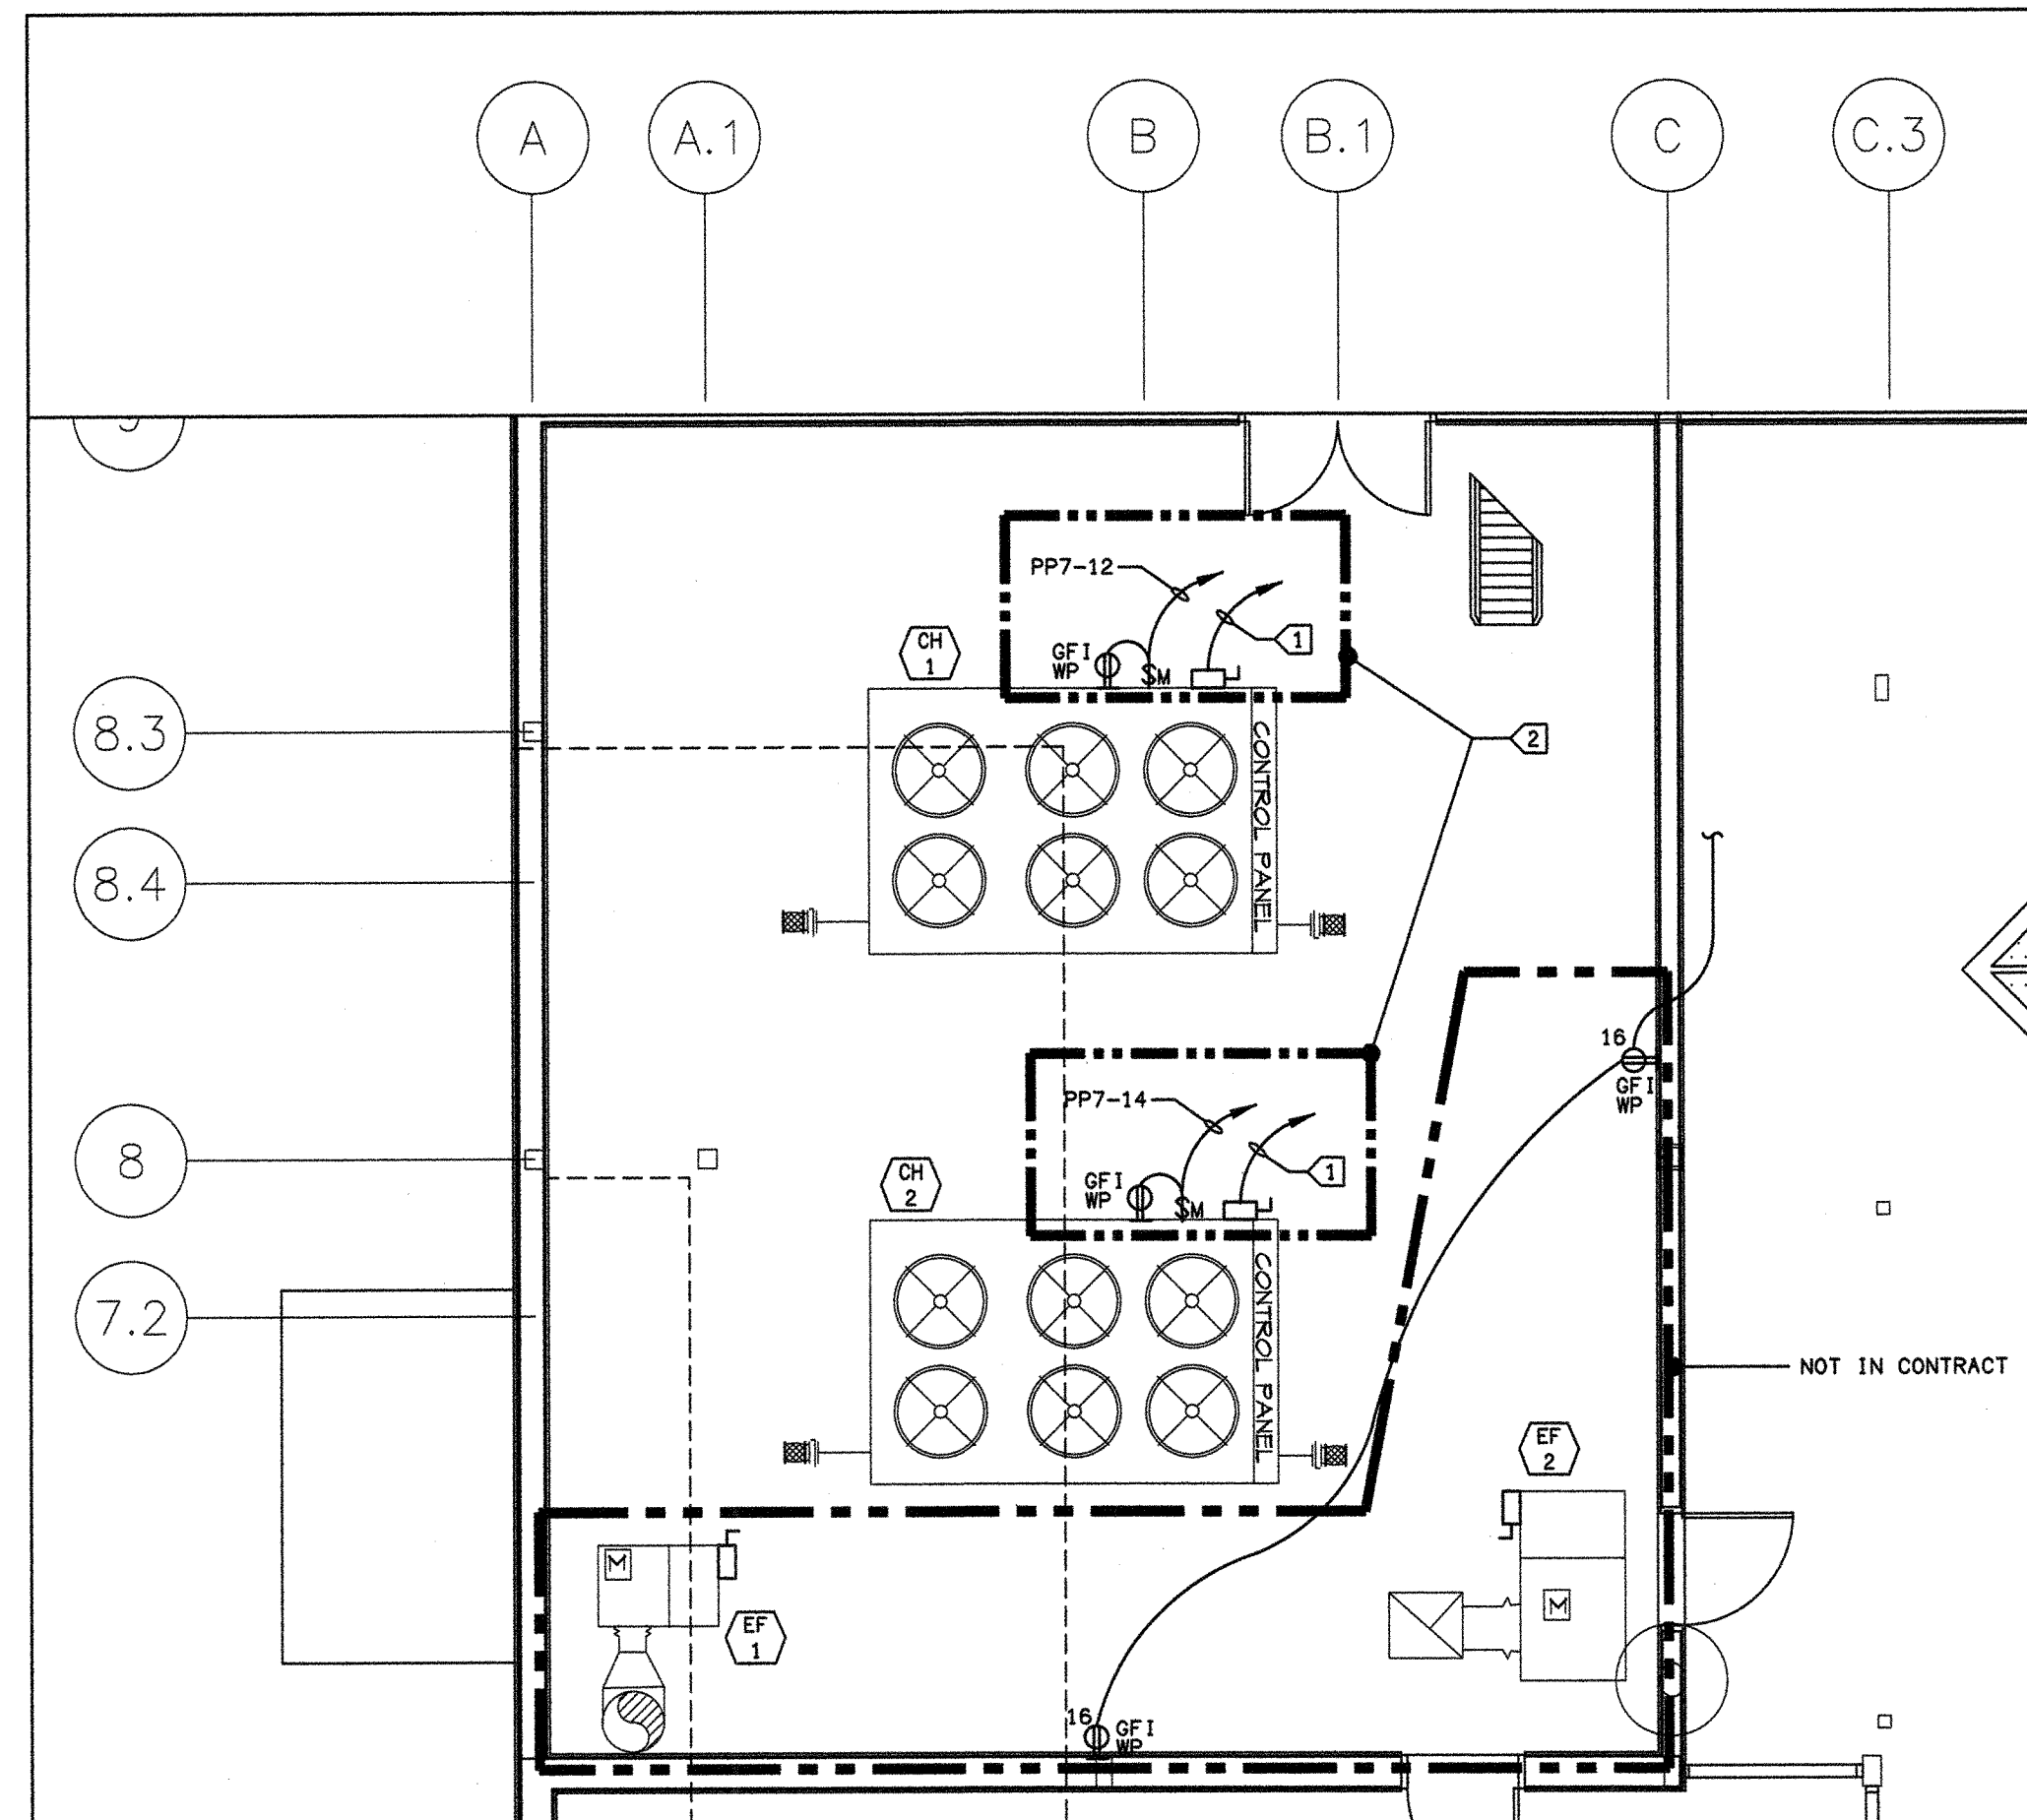 A
A.1
B
B.1
C
C.3
PP7-12
1
CH
1
GFI
WP
$M
2
8.3
CONTROL PANEL
8.4
16
GFI
WP
PP7-14
8
CH
2
GFI
WP
$M
1
7.2
CONTROL PANEL
NOT IN CONTRACT
EF
2
M
M
EF
1
16
GFI
WP